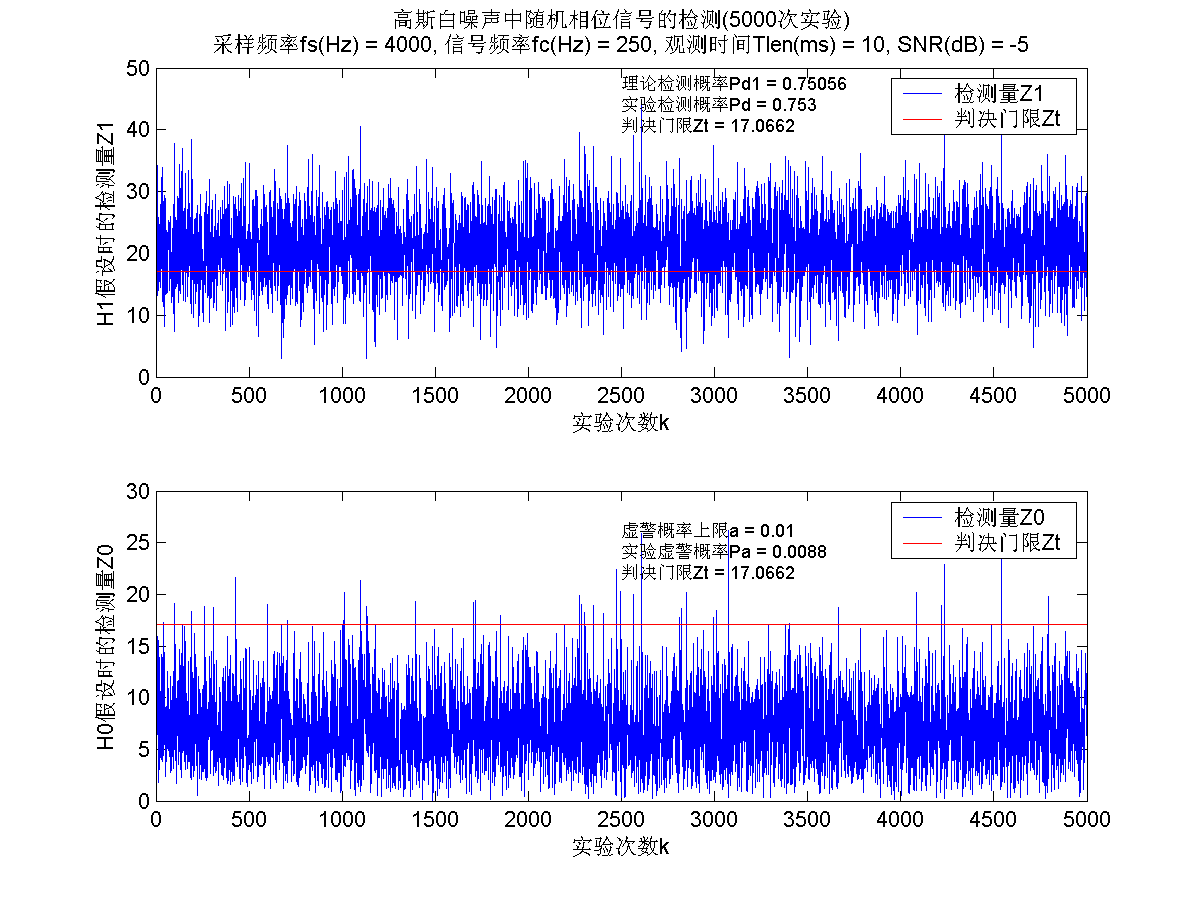 高斯白噪声中随机相位信号的检测(5000次实验)
采样频率fs(Hz) = 4000, 信号频率fc(Hz) = 250, 观测时间Tlen(ms) = 10, SNR(dB) = -5
理论检测概率Pd1 = 0.75056
实验检测概率Pd = 0.753
判决门限Zt = 17.0662
检测量Z1
判决门限Zt
H1假设时的检测量Z1
50
40
30
20
10
0
0 500 1000 1500 2000 2500 3000 3500 4000 4500 5000
实验次数k
虚警概率上限a = 0.01
实验虚警概率Pa = 0.0088
判决门限Zt = 17.0662
检测量Z0
判决门限Zt
H0假设时的检测量Z0
30
25
20
15
10
5
0
0 500 1000 1500 2000 2500 3000 3500 4000 4500 5000
实验次数k